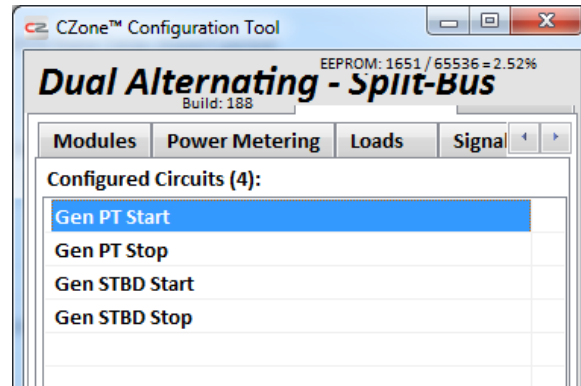 CZ CZone™ Configuration Tool
EEPROM: 1651 / 65536 = 2.52%
Dual Alternating - Split-Bus
Build: 188
Modules Power Metering Loads Signal
Configured Circuits (4):
Gen PT Start
Gen PT Stop
Gen STBD Start
Gen STBD Stop